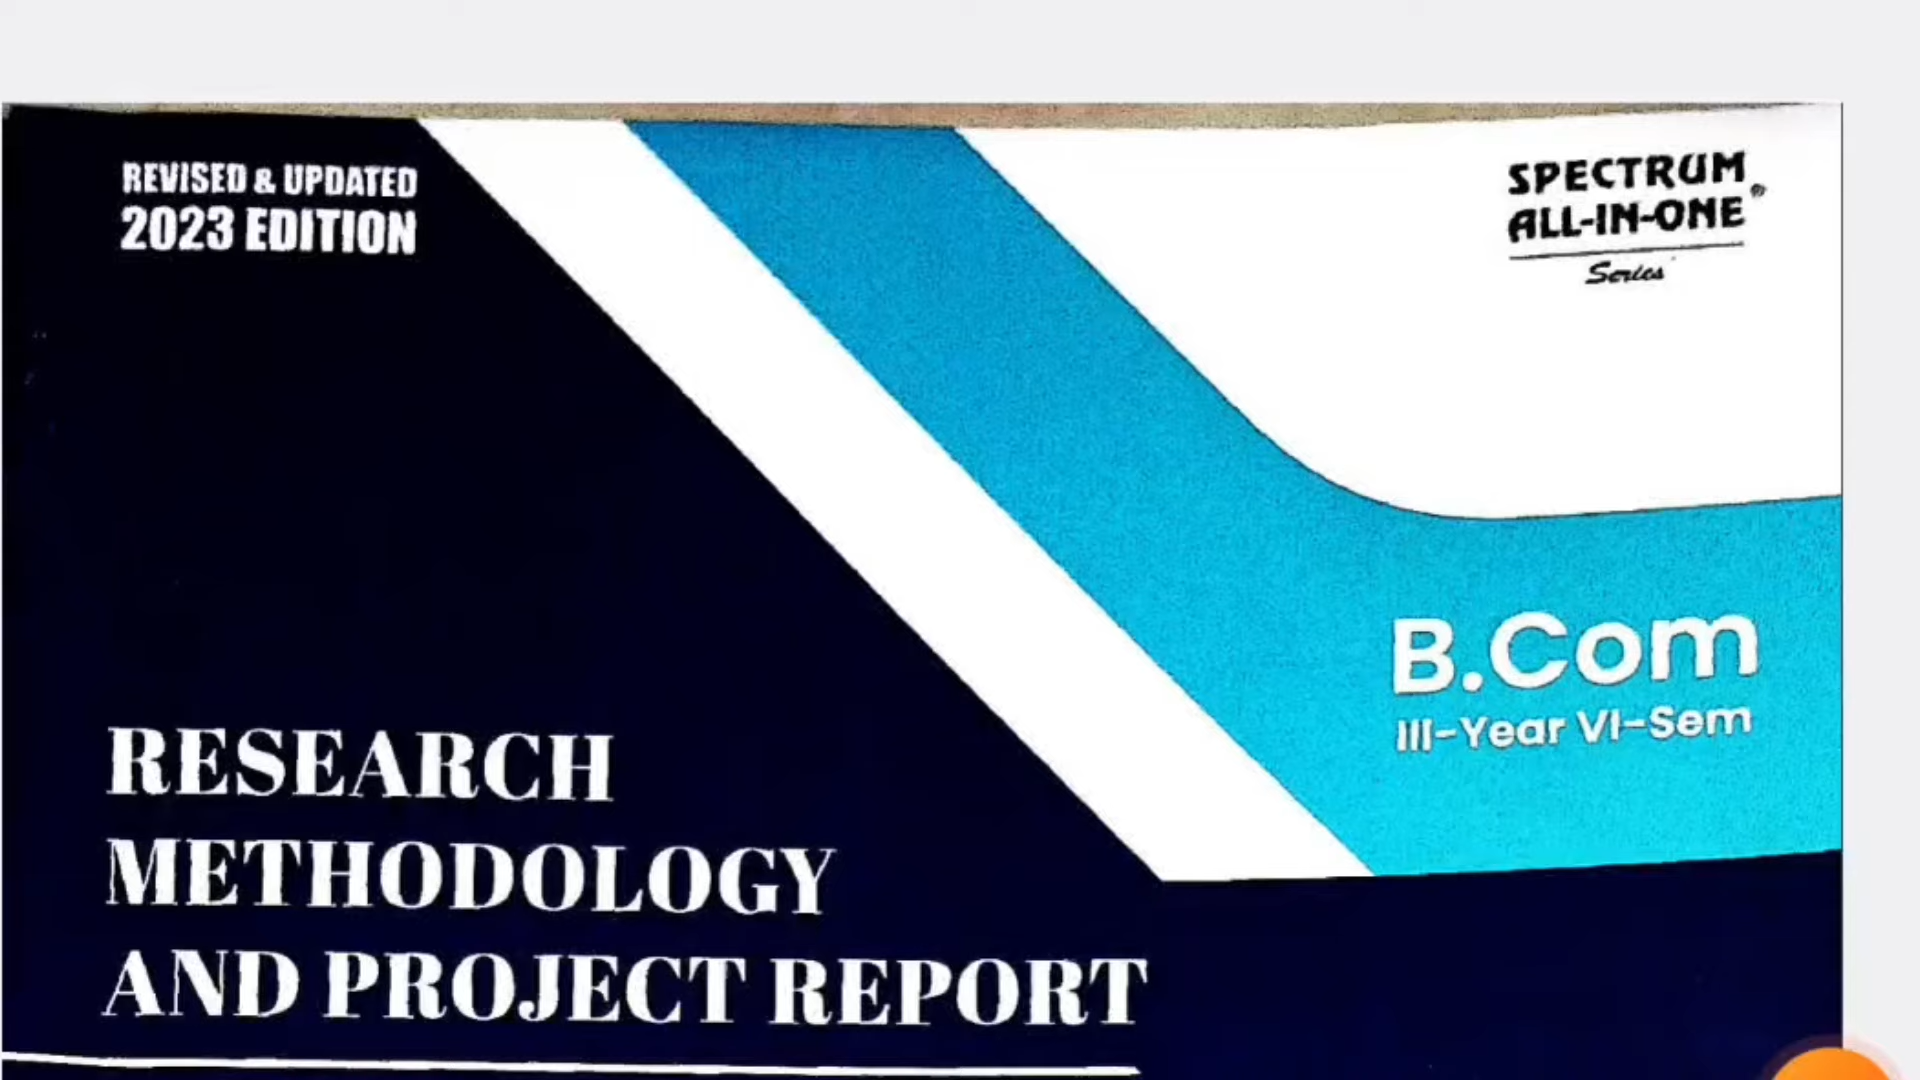 REVISED & UPDATED
2023 EDITION
SPECTRUM
ALL-IN-ONE®
Series
B.Com
III-Year VI-Sem
RESEARCH
METHODOLOGY
AND PROJECT REPORT